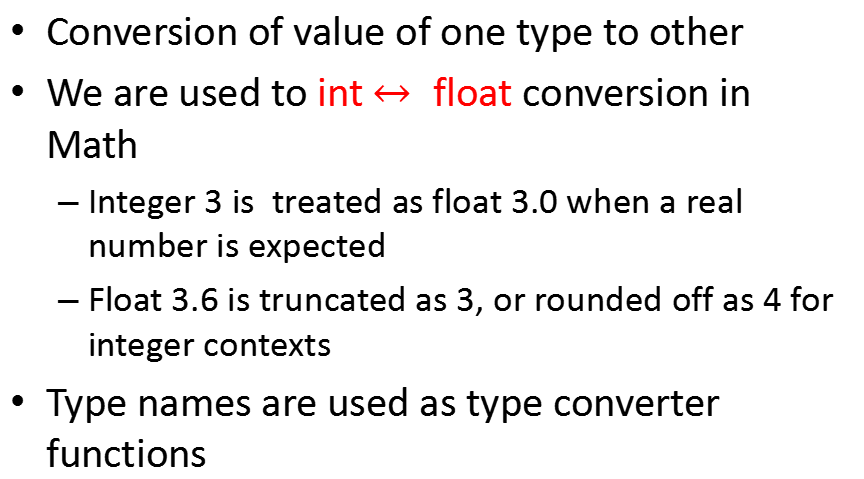 • Conversion of value of one type to other
• We are used to int ↔ float conversion in
Math
– Integer 3 is treated as float 3.0 when a real
number is expected
– Float 3.6 is truncated as 3, or rounded off as 4 for
integer contexts
• Type names are used as type converter
functions